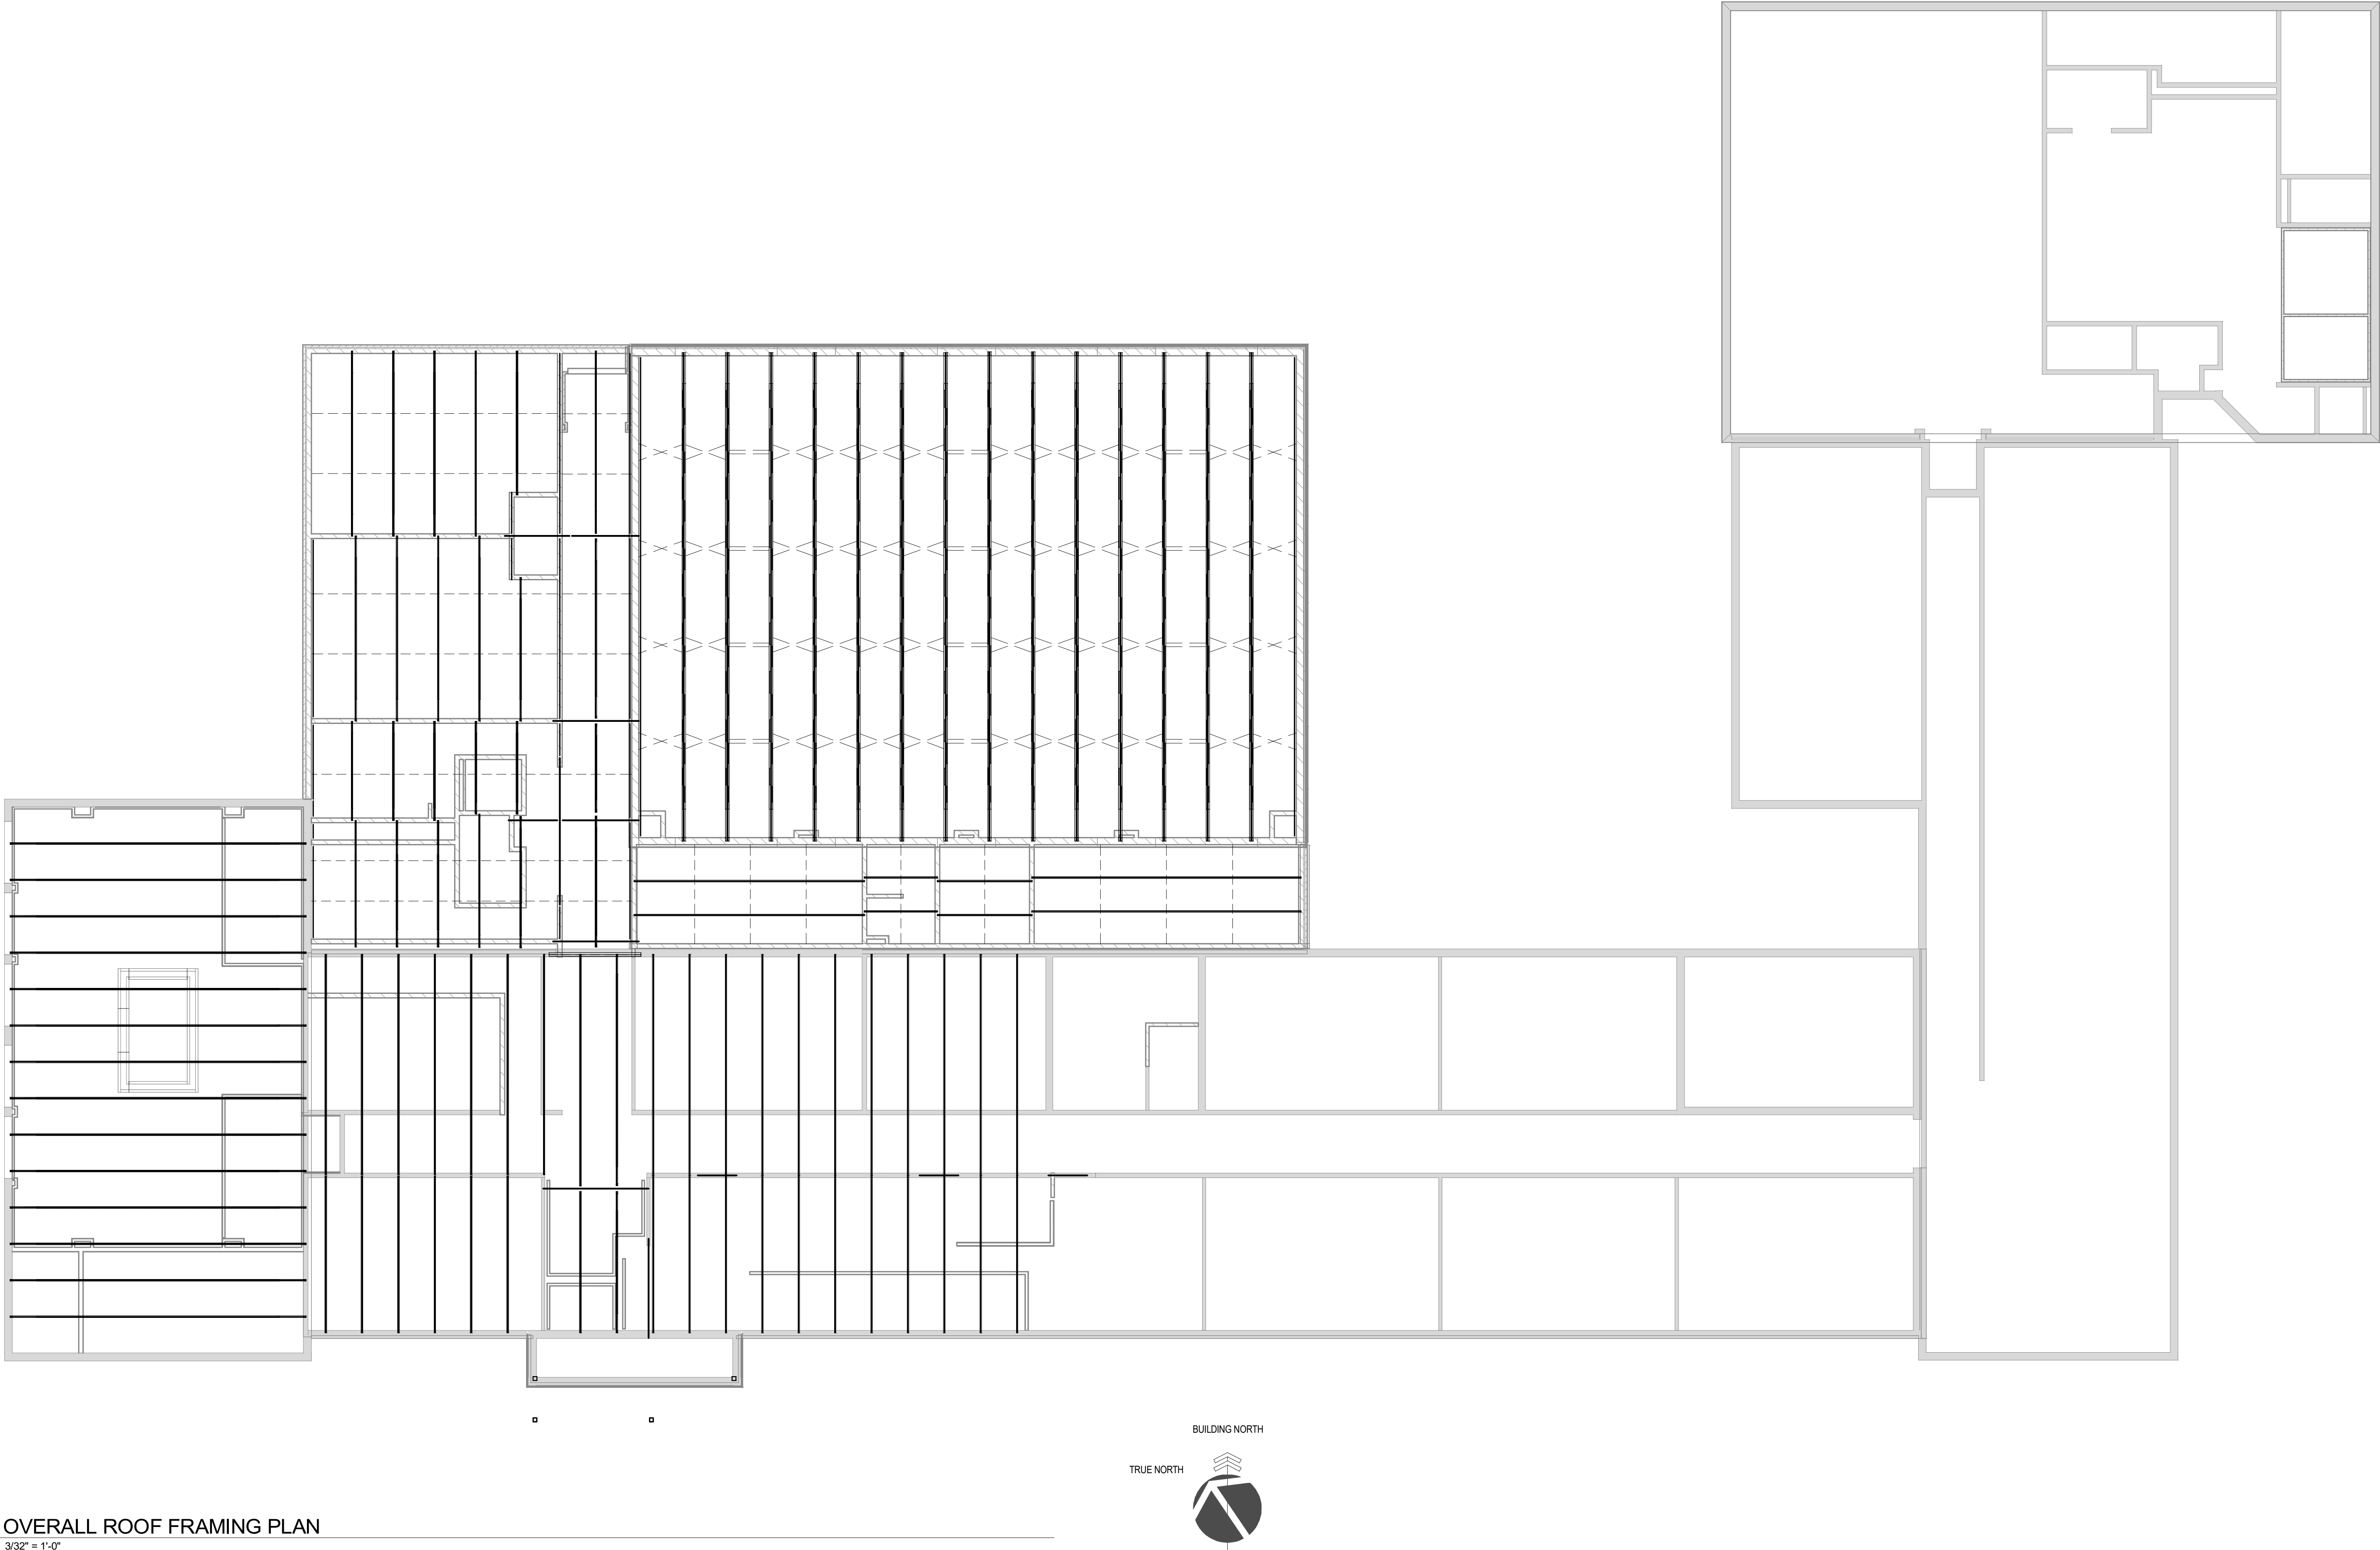 BUILDING NORTH
TRUE NORTH
OVERALL ROOF FRAMING PLAN
3/32" = 1'-0"